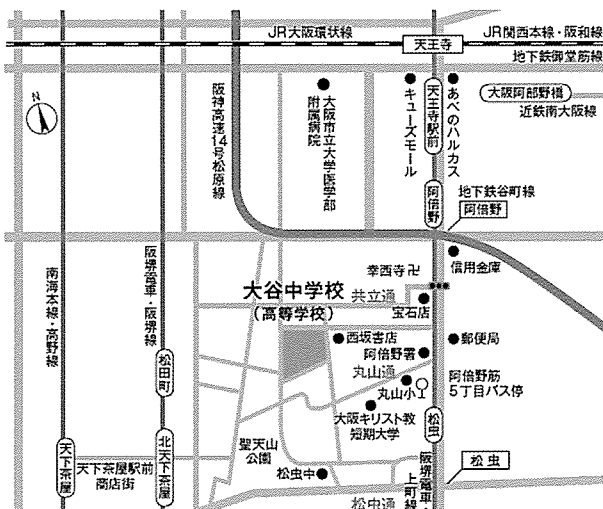 JR大阪環状線
天王寺
JR関西本線・阪和線
地下鉄御堂筋線
N
阪神高速14号松原線
大阪市立大学医学部
附属病院
キューズモール
天王寺駅前
あべのハルカス
大阪阿部野橋
近鉄南大阪線
阿倍野
地下鉄谷町線
阿倍野
南海本線・高野線
阪堺電車・阪堺線
幸西寺卍
信用金庫
大谷中学校
(高等学校)
共立通
宝石店
西坂書店
郵便局
阿倍野署
松田町
丸山通
丸山小
阿倍野筋
5丁目バス停
大阪キリスト教
短期大学
松虫
天下茶屋
天下茶屋駅前
商店街
北天下茶屋
聖天山
公園
松虫中
松虫通
阪堺電車・
上町線
松虫